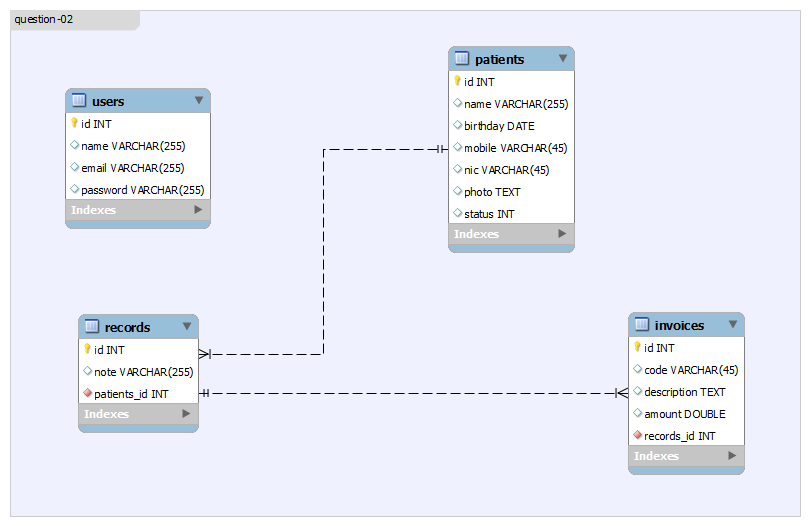 question-02
patients
id INT
name VARCHAR(255)
birthday DATE
mobile VARCHAR(45)
nic VARCHAR(45)
photo TEXT
status INT
Indexes
users
id INT
name VARCHAR(255)
email VARCHAR(255)
password VARCHAR(255)
Indexes
records
id INT
note VARCHAR(255)
patients_id INT
Indexes
invoices
id INT
code VARCHAR(45)
description TEXT
amount DOUBLE
records_id INT
Indexes